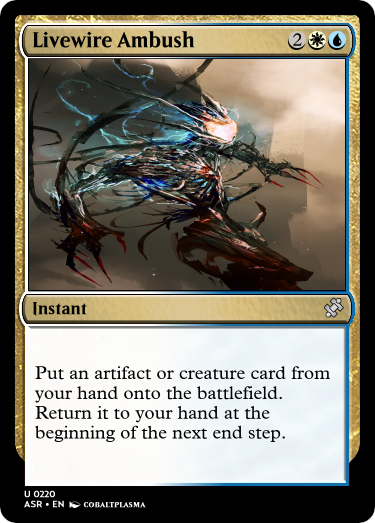 Livewire Ambush 2
Instant
Put an artifact or creature card from
your hand onto the battlefield.
Return it to your hand at the
beginning of the next end step.
U 0220
ASR • EN COBALTPLASMA